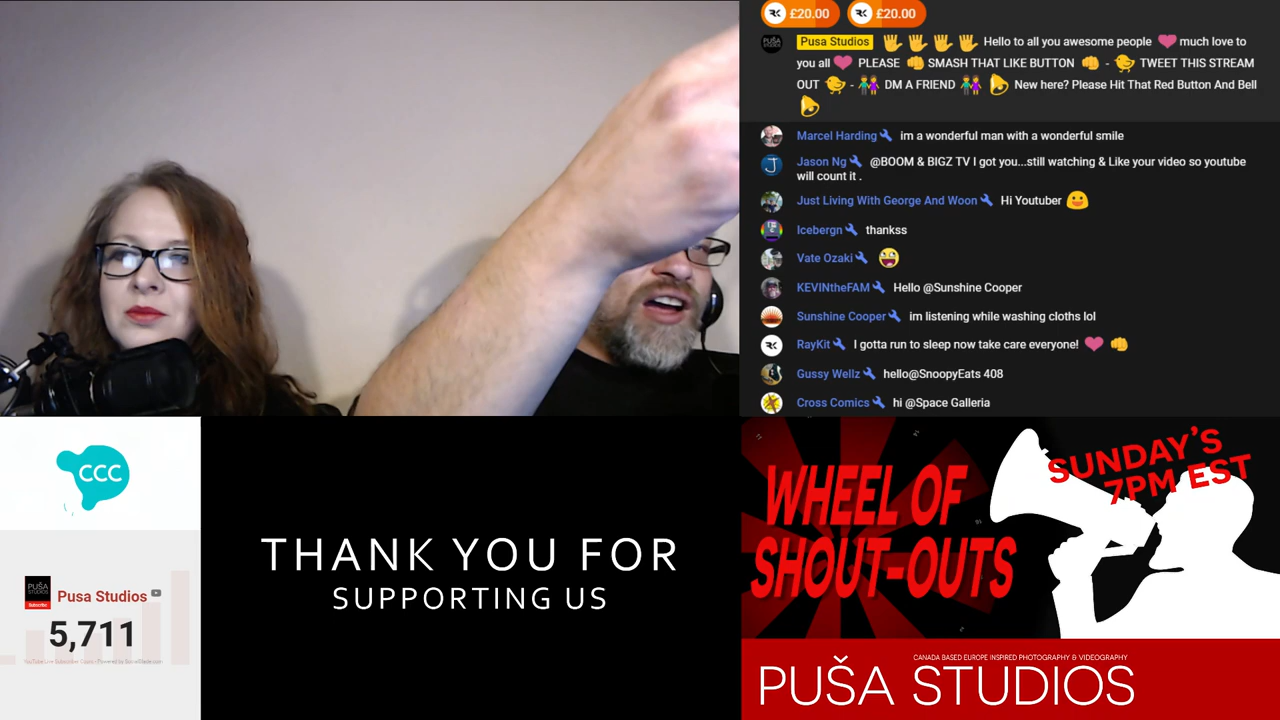 £20.00 £20.00
Pusa Studios Hello to all you awesome people much love to
you all PLEASE SMASH THAT LIKE BUTTON - TWEET THIS STREAM
OUT - DM A FRIEND New here? Please Hit That Red Button And Bell
Marcel Harding im a wonderful man with a wonderful smile
Jason Ng @BOOM & BIGZ TV I got you...still watching & Like your video so youtube
will count it .
Just Living With George And Woon Hi Youtuber
Icebergn thankss
Vate Ozaki
KEVINtheFAM Hello @Sunshine Cooper
Sunshine Cooper im listening while washing cloths lol
RayKit I gotta run to sleep now take care everyone!
Gussy Wellz hello@SnoopyEats 408
Cross Comics hi @Space Galleria
CCC
PUŠA
STUDIOS
Subscribe
Pusa Studios
5,711
THANK YOU FOR
SUPPORTING US
WHEEL OF
SHOUT-OUTS
SUNDAY'S
7PM EST
CANADA BASED EUROPE INSPIRED PHOTOGRAPHY & VIDEOGRAPHY
PUŠA STUDIOS